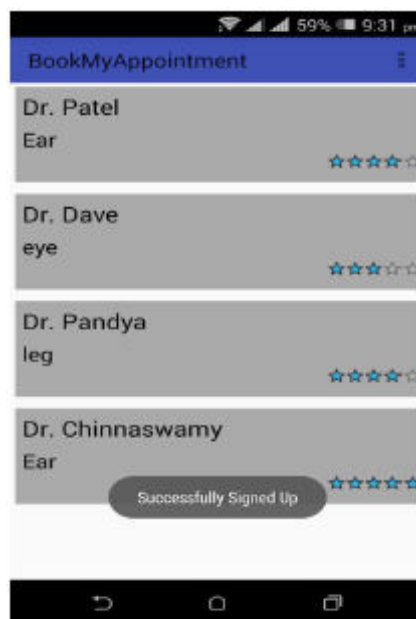 59% 9:31 pm
BookMyAppointment
Dr. Patel
Ear
Dr. Dave
eye
Dr. Pandya
leg
Dr. Chinnaswamy
Ear
Successfully Signed Up